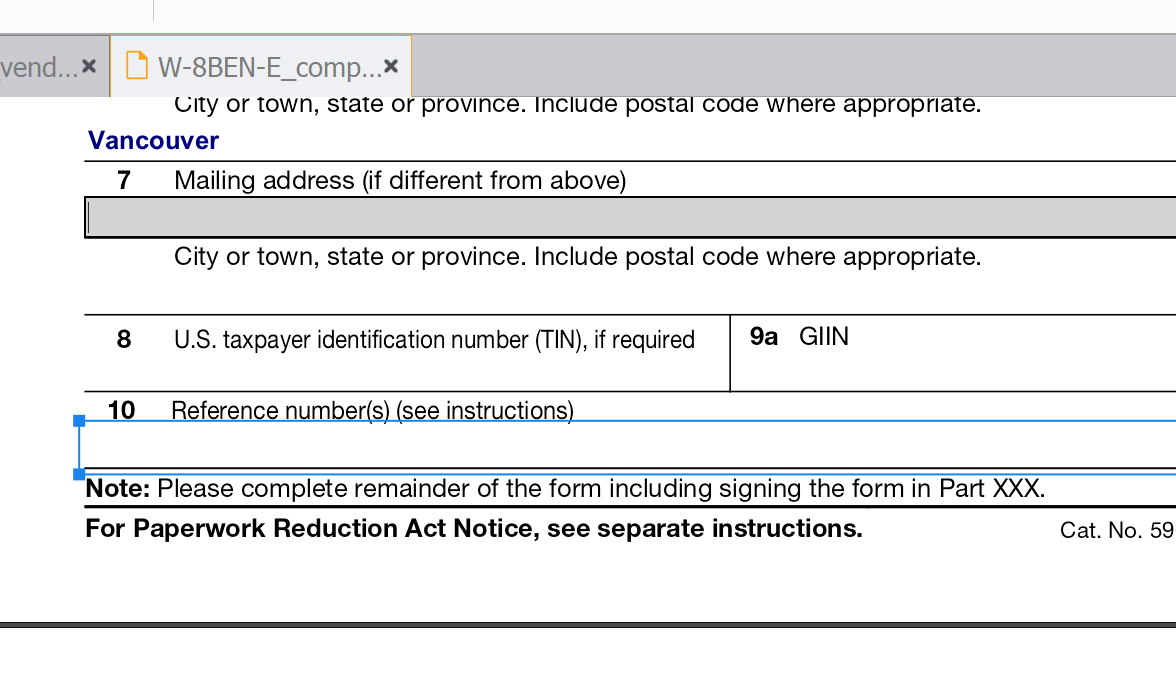 vend... × W-8BEN-E_comp... ×
City or town, state or province. Include postal code where appropriate.
Vancouver
7 Mailing address (if different from above)
City or town, state or province. Include postal code where appropriate.
8 U.S. taxpayer identification number (TIN), if required 9a GIIN
10 Reference number(s) (see instructions)
Note: Please complete remainder of the form including signing the form in Part XXX.
For Paperwork Reduction Act Notice, see separate instructions. Cat. No. 59